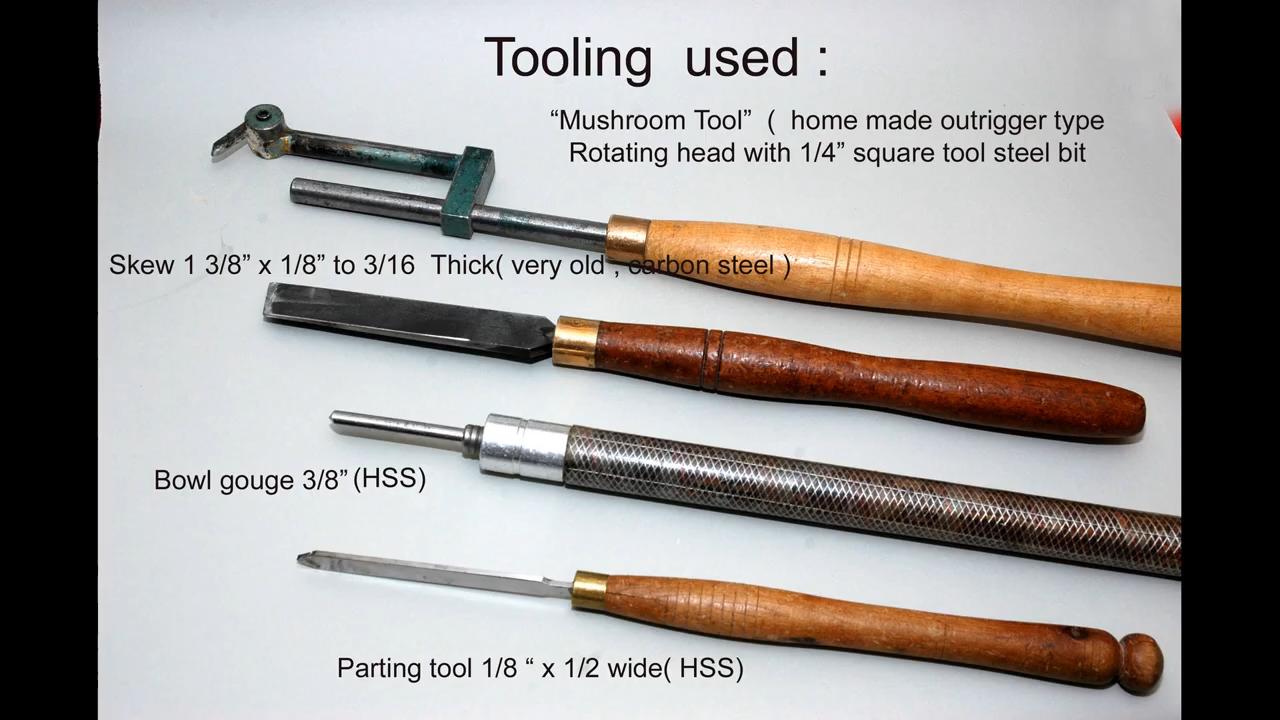 Tooling used :
“Mushroom Tool” ( home made outrigger type
Rotating head with 1/4” square tool steel bit
Skew 1 3/8” x 1/8” to 3/16 Thick( very old , carbon steel )
Bowl gouge 3/8” (HSS)
Parting tool 1/8 “ x 1/2 wide( HSS)